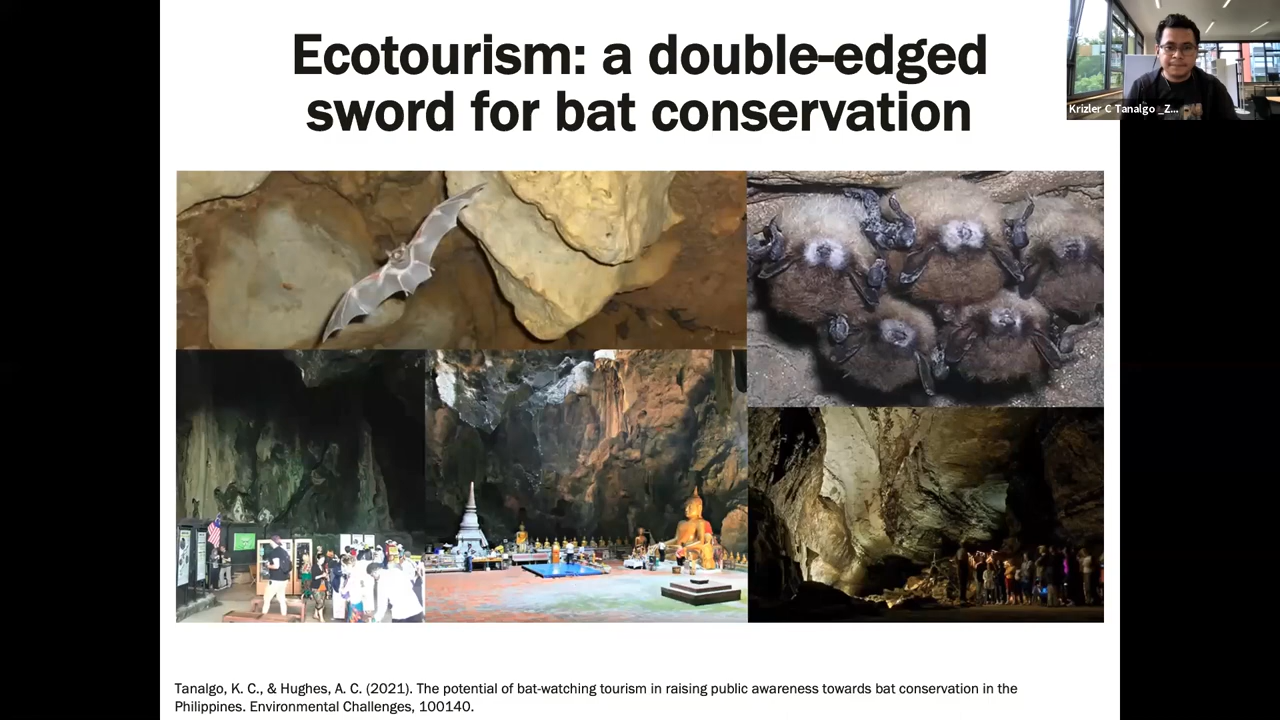 Ecotourism: a double-edged
sword for bat conservation
Krizler C Tanalgo _Z...
Tanalgo, K. C., & Hughes, A. C. (2021). The potential of bat-watching tourism in raising public awareness towards bat conservation in the
Philippines. Environmental Challenges, 100140.